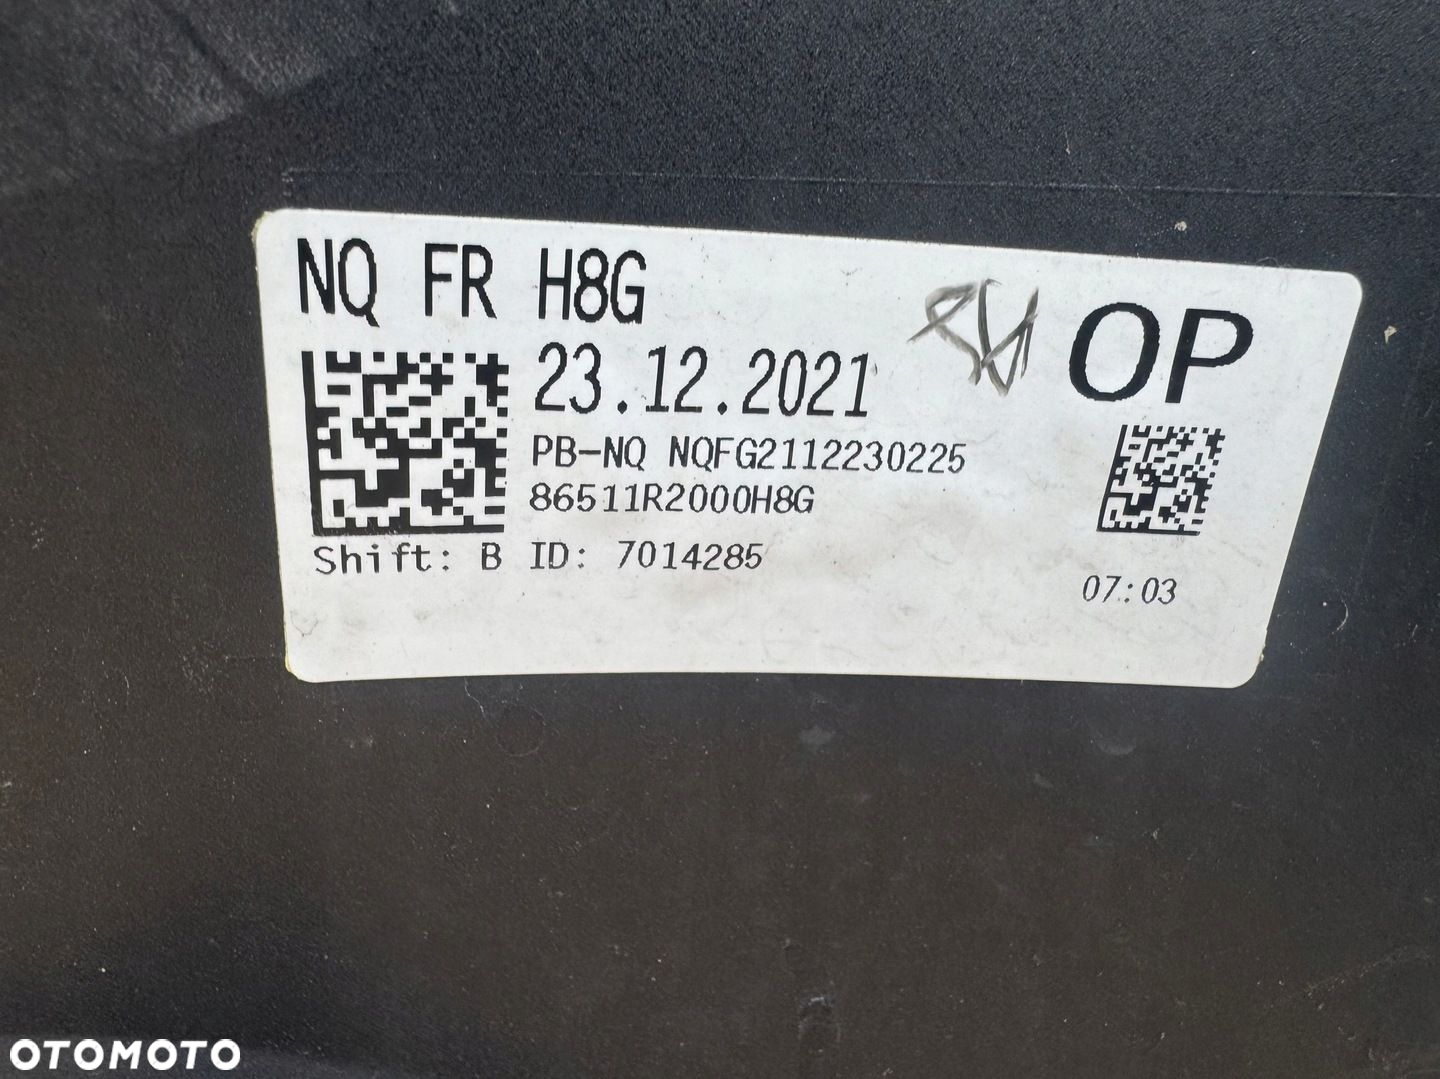 NQ FR H8G
OP
23.12.2021
PB-NQ NQFG2112230225
86511R2000H8G
Shift: B ID: 7014285
07:03
OTOMOTO